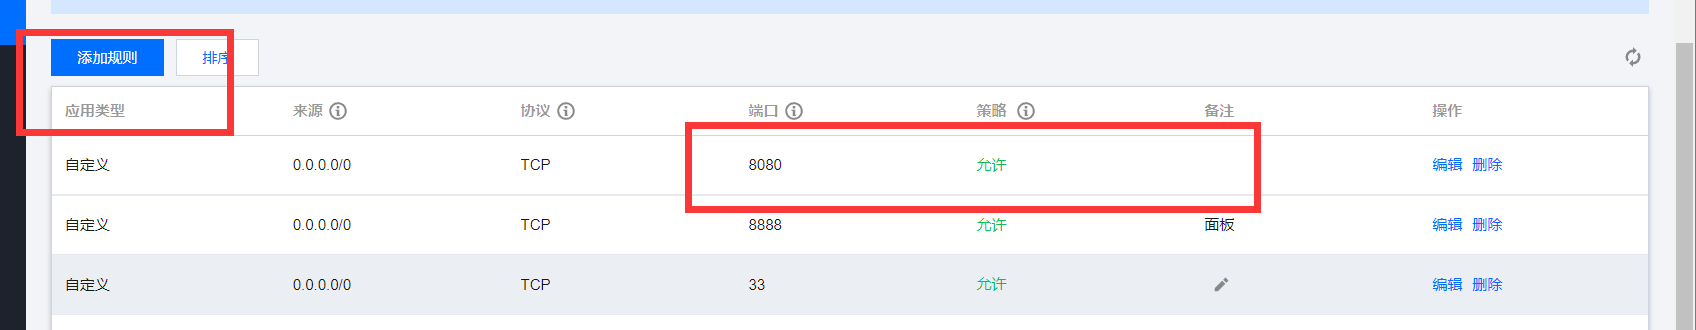 添加规则 排序
应用类型 来源 协议 端口 策略 备注 操作
自定义 0.0.0.0/0 TCP 8080 允许 编辑 删除
自定义 0.0.0.0/0 TCP 8888 允许 面板 编辑 删除
自定义 0.0.0.0/0 TCP 33 允许 编辑 删除